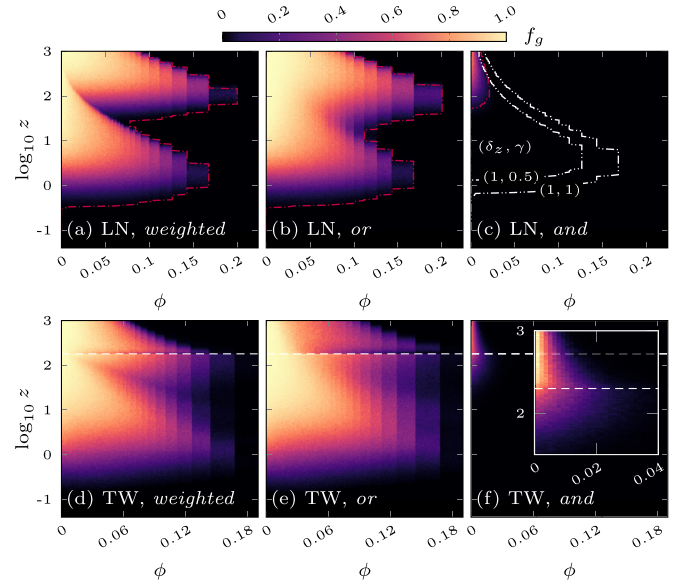 0 0.2 0.4 0.6 0.8 1.0
f_g
3
2
1
0
-1
log₁₀ z
(a) LN, weighted
(b) LN, or
(c) LN, and
(δ_z, γ)
(1, 0.5)
(1, 1)
0 0.05 0.1 0.15 0.2
0 0.05 0.1 0.15 0.2
0 0.05 0.1 0.15 0.2
ϕ ϕ ϕ
3
2
1
0
-1
log₁₀ z
(d) TW, weighted
(e) TW, or
(f) TW, and
3
2
0 0.02 0.04
0 0.06 0.12 0.18
0 0.06 0.12 0.18
0 0.06 0.12 0.18
ϕ ϕ ϕ